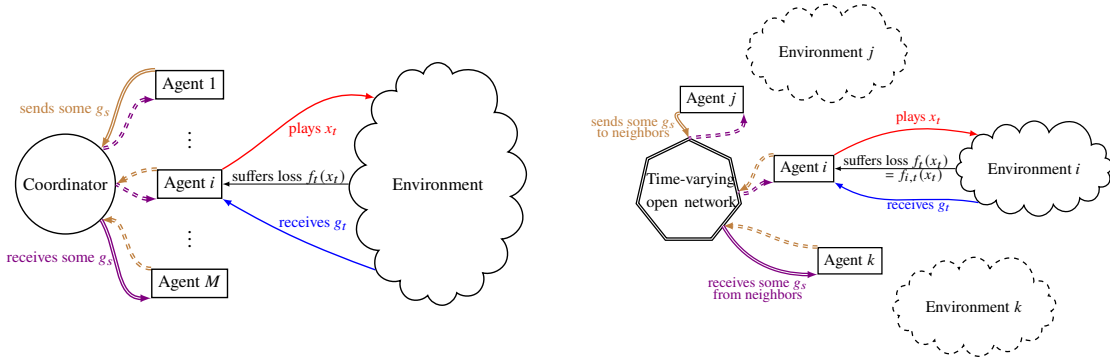 Agent 1
sends some g_s
plays x_t
⋮
Coordinator
Agent i
suffers loss f_t(x_t)
Environment
receives g_t
⋮
receives some g_s
Agent M
Environment j
Agent j
sends some g_s
to neighbors
plays x_t
Time-varying
open network
Agent i
suffers loss f_t(x_t)
= f_{i,t}(x_t)
Environment i
receives g_t
Agent k
receives some g_s
from neighbors
Environment k